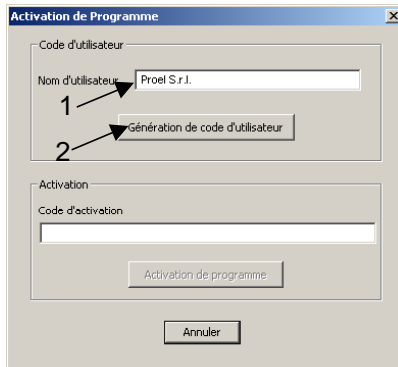 Activation de Programme
Code d'utilisateur
Nom d'utilisateur Proel S.r.l.
1
Génération de code d'utilisateur
2
Activation
Code d'activation
Activation de programme
Annuler